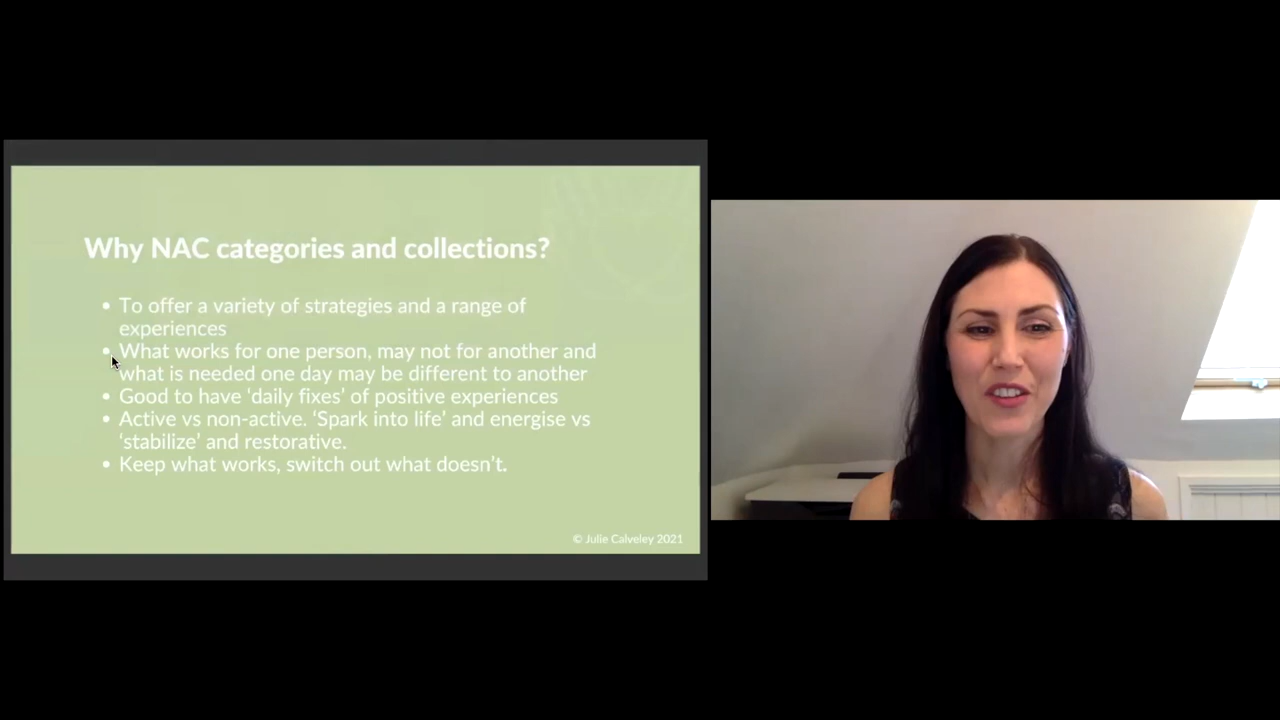 Why NAC categories and collections?
• To offer a variety of strategies and a range of
experiences
• What works for one person, may not for another and
what is needed one day may be different to another
• Good to have 'daily fixes' of positive experiences
• Active vs non-active. ‘Spark into life’ and energise vs
‘stabilize’ and restorative.
• Keep what works, switch out what doesn’t.
© Julie Calveley 2021